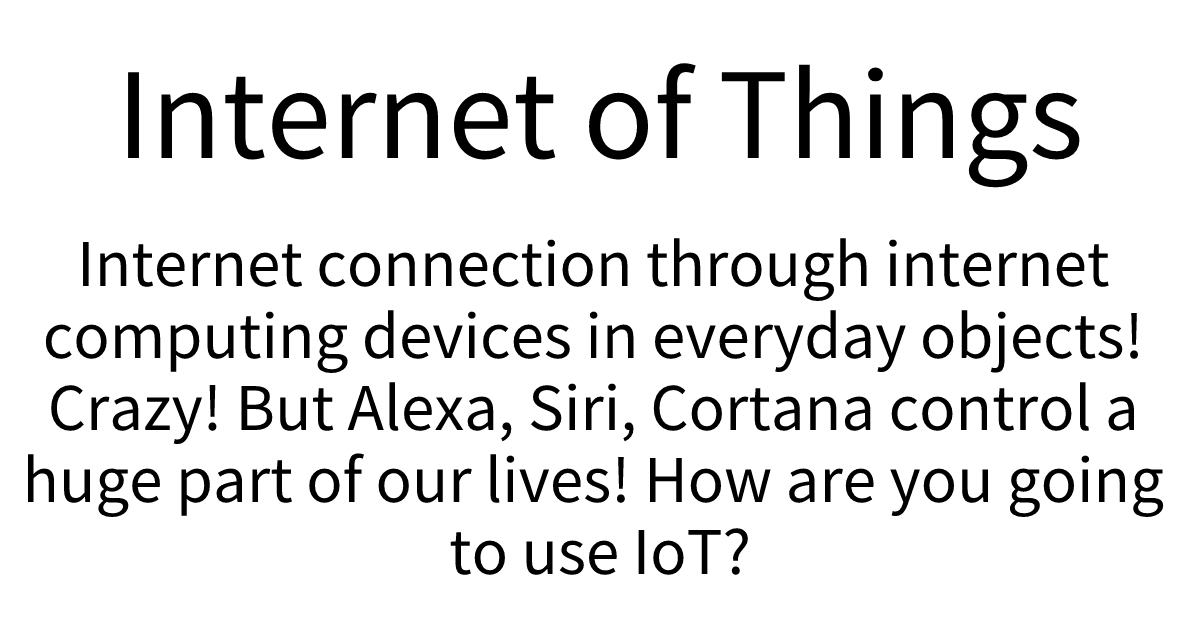 Internet of Things
Internet connection through internet
computing devices in everyday objects!
Crazy! But Alexa, Siri, Cortana control a
huge part of our lives! How are you going
to use IoT?